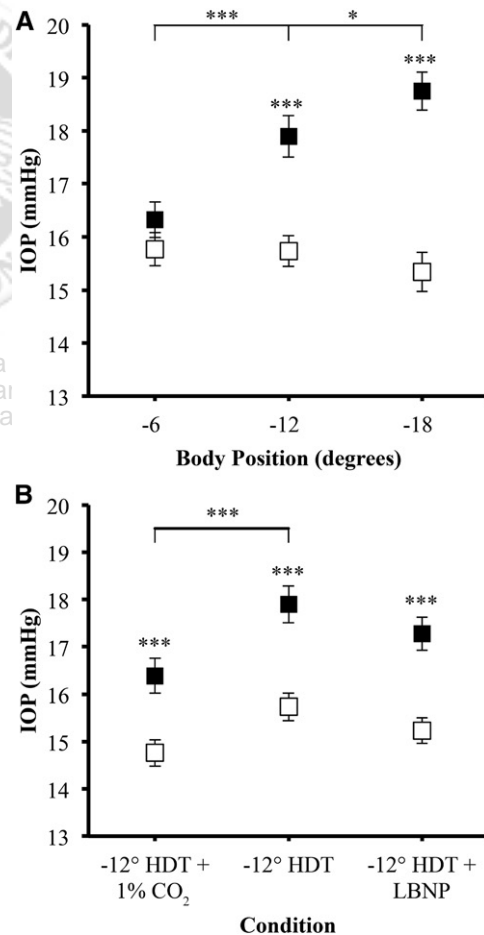 A
***
*
20
19
18
17
16
15
14
13
IOP (mmHg)
***
***
-6
-12
-18
Body Position (degrees)
B
***
20
19
18
17
16
15
14
13
IOP (mmHg)
***
***
***
-12° HDT +
1% CO₂
-12° HDT
-12° HDT +
LBNP
Condition